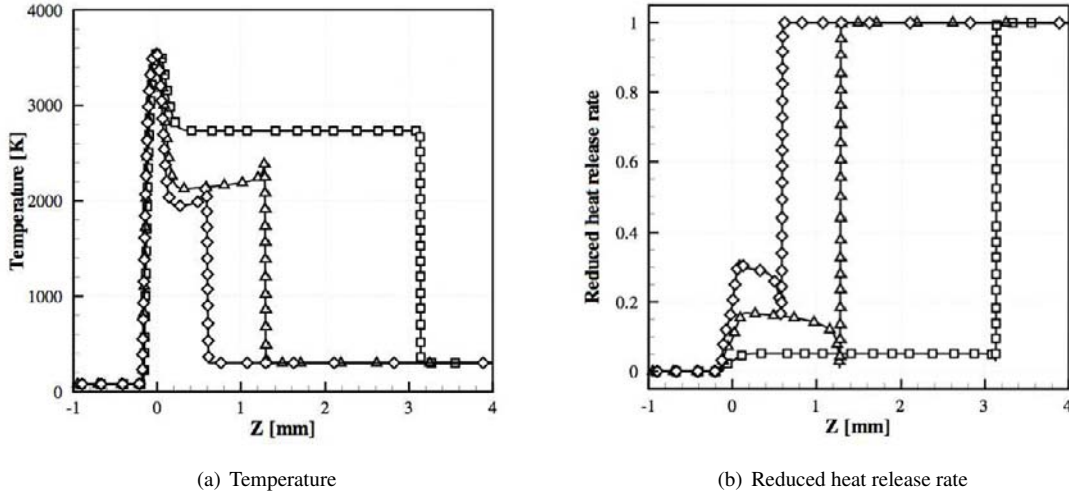 4000
3000
2000
1000
0
-1 0 1 2 3 4
Temperature [K]
Z [mm]
(a) Temperature
1
0.8
0.6
0.4
0.2
0
-1 0 1 2 3 4
Reduced heat release rate
Z [mm]
(b) Reduced heat release rate